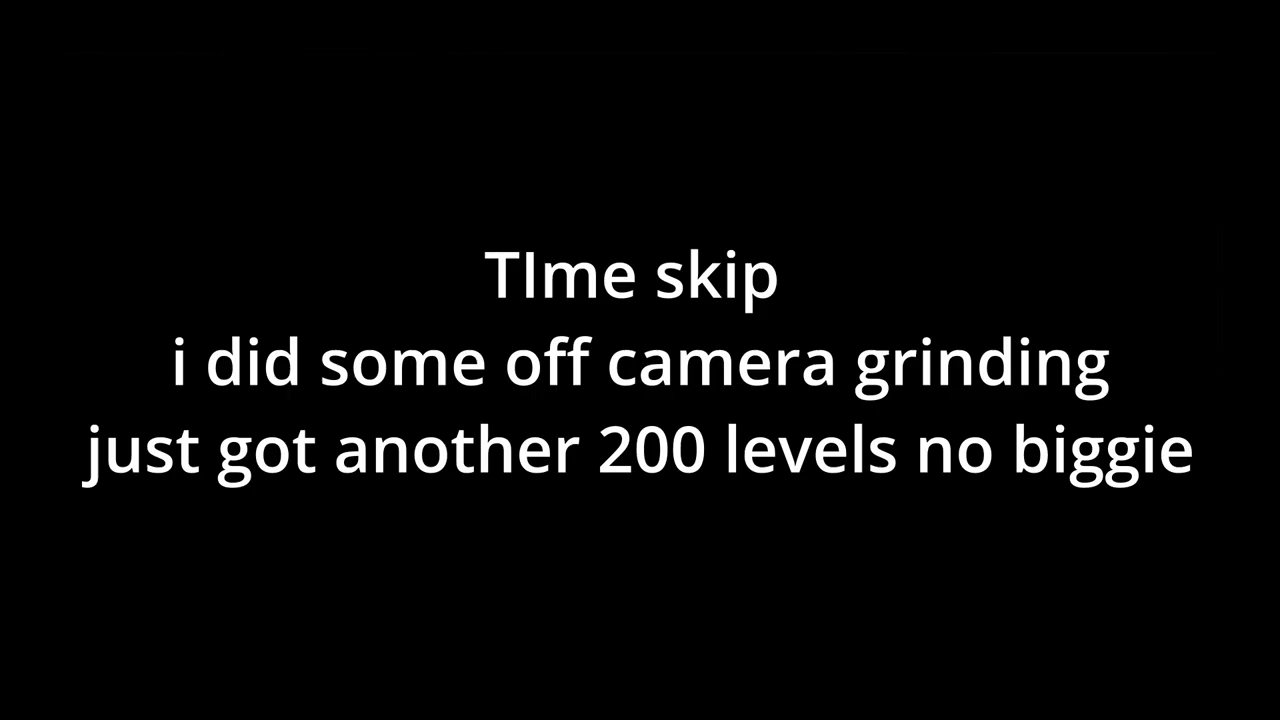 TIme skip
i did some off camera grinding
just got another 200 levels no biggie